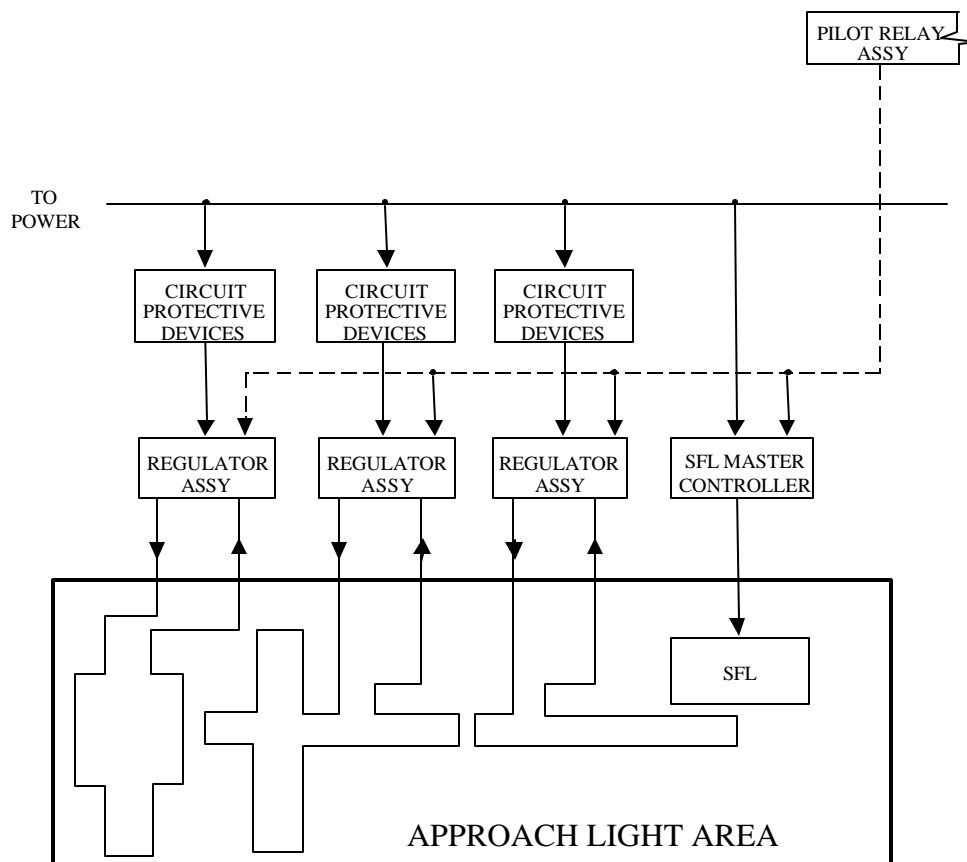 PILOT RELAY
ASSY
TO
POWER
CIRCUIT
PROTECTIVE
DEVICES
CIRCUIT
PROTECTIVE
DEVICES
CIRCUIT
PROTECTIVE
DEVICES
REGULATOR
ASSY
REGULATOR
ASSY
REGULATOR
ASSY
SFL MASTER
CONTROLLER
SFL
APPROACH LIGHT AREA